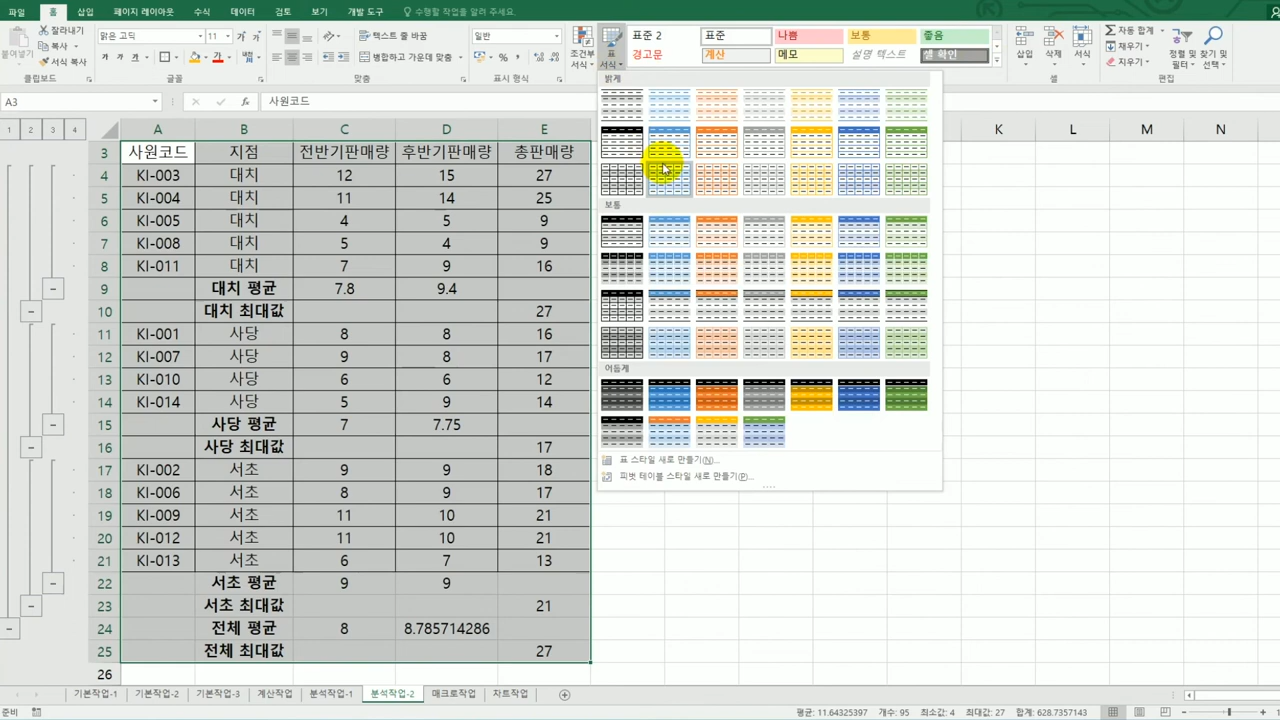 파일 홈 삽입 페이지 레이아웃 수식 데이터 검토 보기 개발 도구 수행할 작업을 알려 주세요.
잘라내기 맑은 고딕 11 텍스트 줄 바꿈 일반 표준 2 표준 나쁨 보통 좋음 자동 합계
붙여넣기 복사 조건부 표 삽입 삭제 서식 채우기 정렬 및 찾기 및
서식 복사 병합하고 가운데 맞춤 서식 서식 경고문 계산 메모 설명 텍스트 셀 확인 지우기 필터 선택
클립보드 글꼴 맞춤 표시 형식 셀 편집
A3 사원코드
1 2 3 4 A B C D E K L M N
3 사원코드 지점 전반기판매량 후반기판매량 총판매량
4 KI-003 대치 12 15 27
5 KI-004 대치 11 14 25
6 KI-005 대치 4 5 9
7 KI-008 대치 5 4 9
8 KI-011 대치 7 9 16
9 대치 평균 7.8 9.4
10 대치 최대값 27
11 KI-001 사당 8 8 16
12 KI-007 사당 9 8 17
13 KI-010 사당 6 6 12
14 KI-014 사당 5 9 14
15 사당 평균 7 7.75
16 사당 최대값 17
17 KI-002 서초 9 9 18
18 KI-006 서초 8 9 17
19 KI-009 서초 11 10 21
20 KI-012 서초 11 10 21
21 KI-013 서초 6 7 13
22 서초 평균 9 9
23 서초 최대값 21
24 전체 평균 8 8.785714286
25 전체 최대값 27
26
밝게
보통
어둡게
표 스타일 새로 만들기(N)...
피벗 테이블 스타일 새로 만들기(P)...
기본작업-1 기본작업-2 기본작업-3 계산작업 분석작업-1 분석작업-2 매크로작업 차트작업
준비 평균: 11.64325397 개수: 95 최소값: 4 최대값: 27 합계: 628.7357143